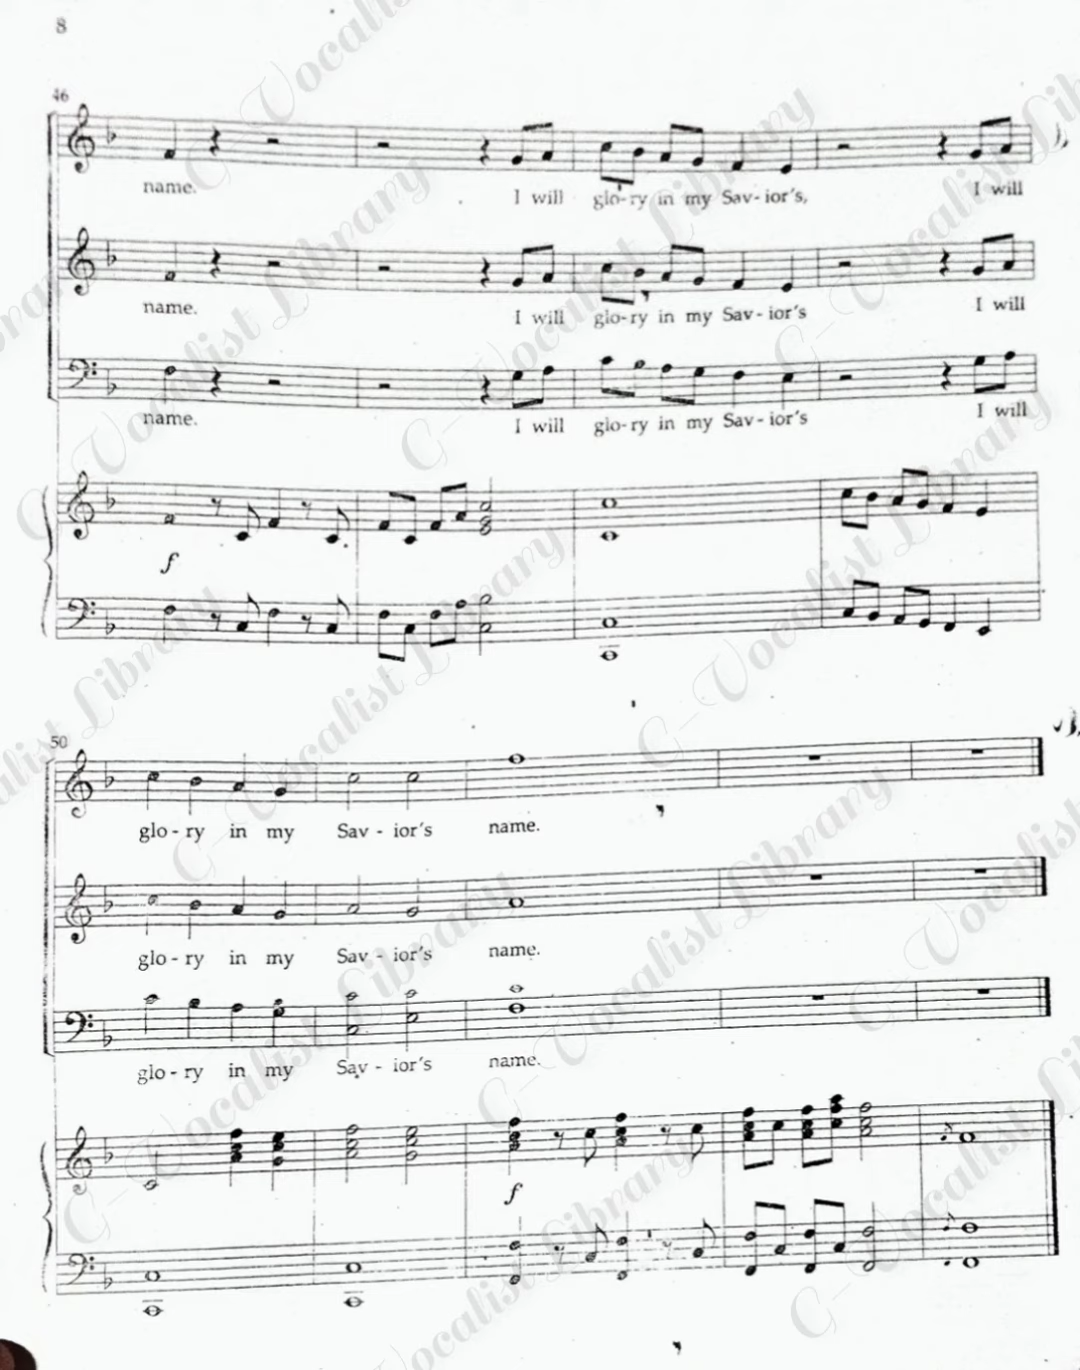 8
46
name. I will glo-ry in my Sav-ior's, I will
name. I will glo-ry in my Sav-ior's I will
name. I will glo-ry in my Sav-ior's I will
f
50
glo-ry in my Sav-ior's name.
glo-ry in my Sav-ior's name.
glo-ry in my Sav-ior's name.
f
C-Vocalist Library